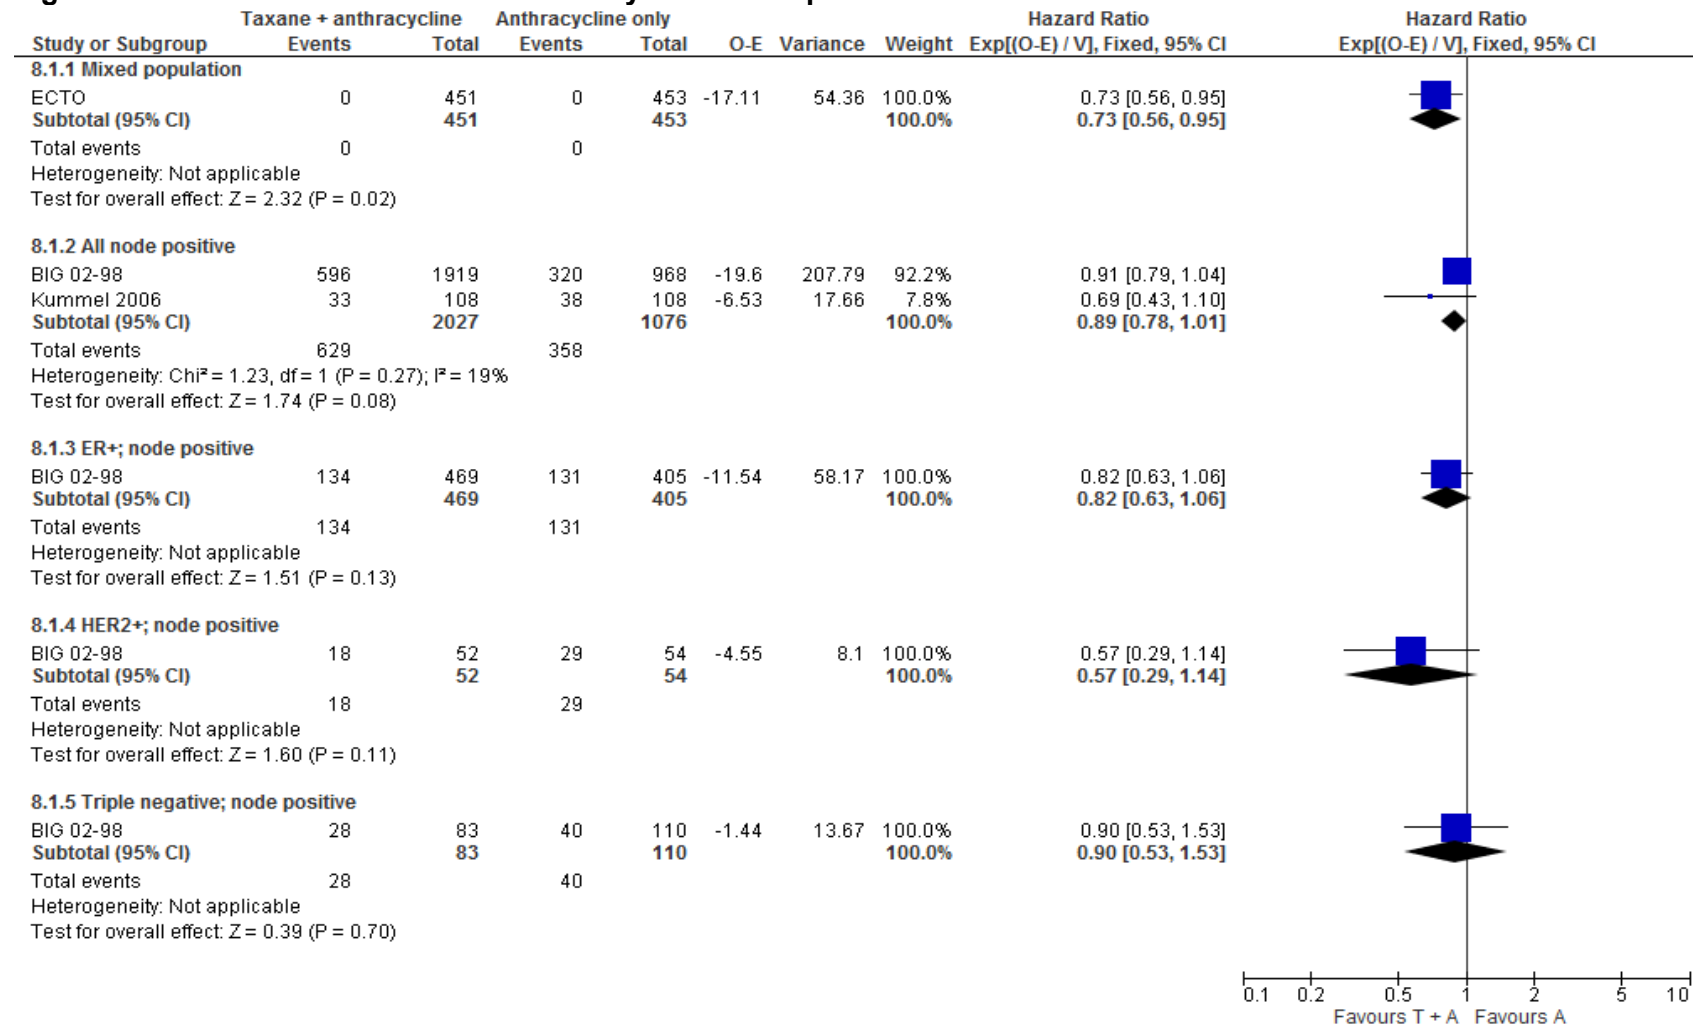 Taxane + anthracycline Anthracycline only Hazard Ratio Hazard Ratio
Study or Subgroup Events Total Events Total O-E Variance Weight Exp[(O-E) / V], Fixed, 95% CI Exp[(O-E) / V], Fixed, 95% CI
8.1.1 Mixed population
ECTO 0 451 0 453 -17.11 54.36 100.0% 0.73 [0.56, 0.95]
Subtotal (95% CI) 451 453 100.0% 0.73 [0.56, 0.95]
Total events 0 0
Heterogeneity: Not applicable
Test for overall effect: Z = 2.32 (P = 0.02)
8.1.2 All node positive
BIG 02-98 596 1919 320 968 -19.6 207.79 92.2% 0.91 [0.79, 1.04]
Kummel 2006 33 108 38 108 -6.53 17.66 7.8% 0.69 [0.43, 1.10]
Subtotal (95% CI) 2027 1076 100.0% 0.89 [0.78, 1.01]
Total events 629 358
Heterogeneity: Chi² = 1.23, df = 1 (P = 0.27); I² = 19%
Test for overall effect: Z = 1.74 (P = 0.08)
8.1.3 ER+; node positive
BIG 02-98 134 469 131 405 -11.54 58.17 100.0% 0.82 [0.63, 1.06]
Subtotal (95% CI) 469 405 100.0% 0.82 [0.63, 1.06]
Total events 134 131
Heterogeneity: Not applicable
Test for overall effect: Z = 1.51 (P = 0.13)
8.1.4 HER2+; node positive
BIG 02-98 18 52 29 54 -4.55 8.1 100.0% 0.57 [0.29, 1.14]
Subtotal (95% CI) 52 54 100.0% 0.57 [0.29, 1.14]
Total events 18 29
Heterogeneity: Not applicable
Test for overall effect: Z = 1.60 (P = 0.11)
8.1.5 Triple negative; node positive
BIG 02-98 28 83 40 110 -1.44 13.67 100.0% 0.90 [0.53, 1.53]
Subtotal (95% CI) 83 110 100.0% 0.90 [0.53, 1.53]
Total events 28 40
Heterogeneity: Not applicable
Test for overall effect: Z = 0.39 (P = 0.70)
0.1 0.2 0.5 1 2 5 10
Favours T + A Favours A